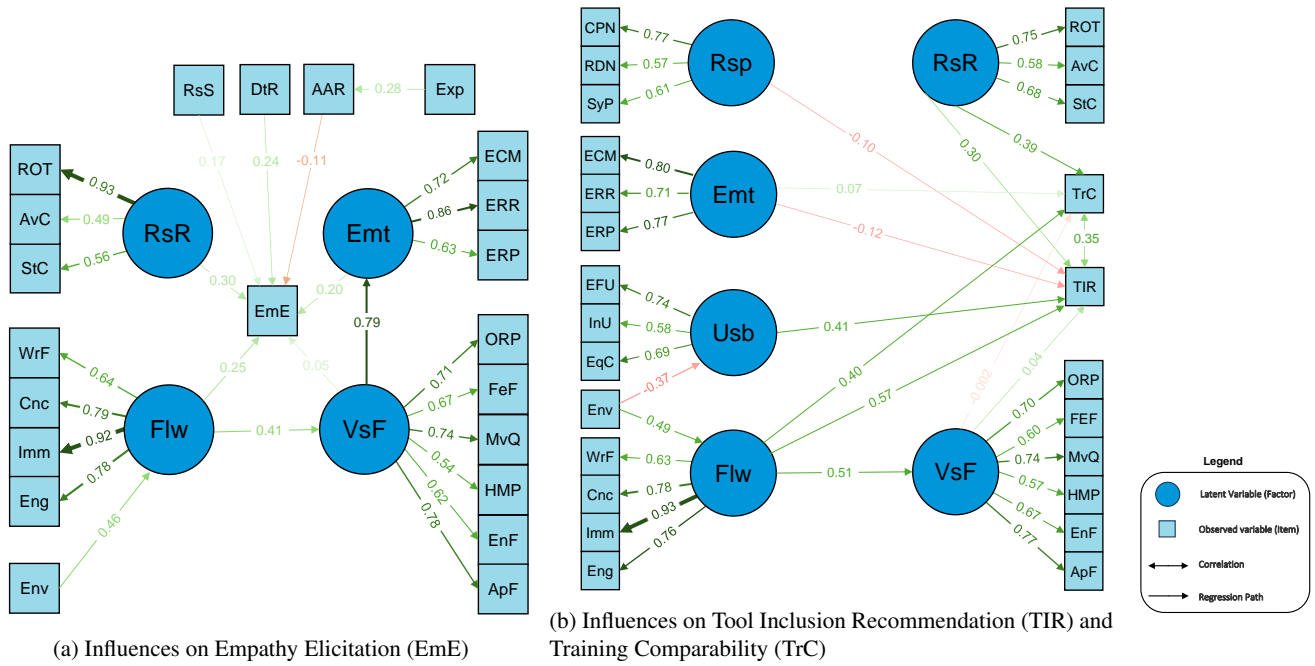 RsS
DtR
AAR
0.28
Exp
ROT
AvC
StC
0.93
0.49
0.56
RsR
0.17
0.24
-0.11
0.30
0.20
EmE
Emt
0.72
0.86
0.63
ECM
ERR
ERP
0.79
WrF
Cnc
Imm
Eng
0.64
0.79
0.92
0.78
Flw
0.25
0.05
0.41
VsF
0.71
0.67
0.74
0.54
0.62
0.78
ORP
FeF
MvQ
HMP
EnF
ApF
0.46
Env
(a) Influences on Empathy Elicitation (EmE)
CPN
RDN
SyP
0.77
0.57
0.61
Rsp
RsR
0.75
0.58
0.68
ROT
AvC
StC
-0.10
0.30
0.39
ECM
ERR
ERP
0.80
0.71
0.77
Emt
0.07
-0.12
TrC
0.35
TIR
EFU
InU
EqC
0.74
0.58
0.69
Usb
0.41
-0.37
Env
0.49
0.40
0.57
-0.002
0.04
WrF
Cnc
Imm
Eng
0.63
0.78
0.93
0.76
Flw
0.51
VsF
0.70
0.60
0.74
0.57
0.67
0.77
ORP
FEF
MvQ
HMP
EnF
ApF
(b) Influences on Tool Inclusion Recommendation (TIR) and
Training Comparability (TrC)
Legend
Latent Variable (Factor)
Observed variable (Item)
Correlation
Regression Path